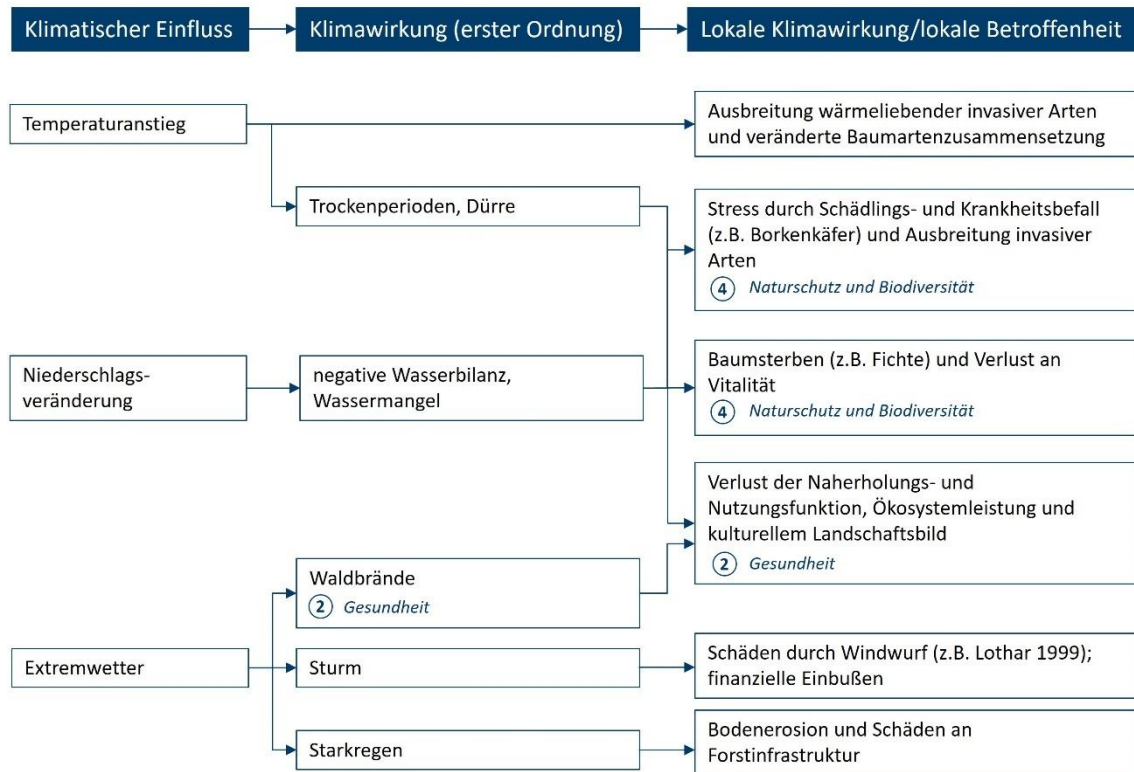 Klimatischer Einfluss
Klimawirkung (erster Ordnung)
Lokale Klimawirkung/lokale Betroffenheit
Temperaturanstieg
Ausbreitung wärmeliebender invasiver Arten
und veränderte Baumartenzusammensetzung
Trockenperioden, Dürre
Stress durch Schädlings- und Krankheitsbefall
(z.B. Borkenkäfer) und Ausbreitung invasiver
Arten
4 Naturschutz und Biodiversität
Niederschlags-
veränderung
negative Wasserbilanz,
Wassermangel
Baumsterben (z.B. Fichte) und Verlust an
Vitalität
4 Naturschutz und Biodiversität
Verlust der Naherholungs- und
Nutzungsfunktion, Ökosystemleistung und
kulturellem Landschaftsbild
2 Gesundheit
Waldbrände
2 Gesundheit
Extremwetter
Sturm
Schäden durch Windwurf (z.B. Lothar 1999);
finanzielle Einbußen
Starkregen
Bodenerosion und Schäden an
Forstinfrastruktur